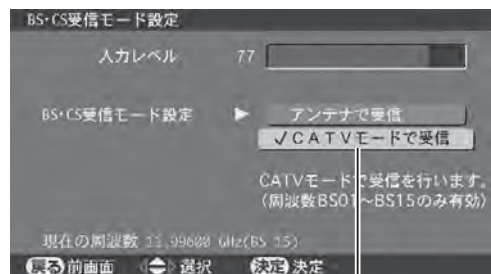 BS・CS受信モード設定
入力レベル 77
BS・CS受信モード設定 ▶ アンテナで受信
✓CATVモードで受信
CATVモードで受信を行います。
(周波数BS01～BS15のみ有効)
現在の周波数 11.99600 GHz(BS 15)
戻る 前画面 選択 決定 決定